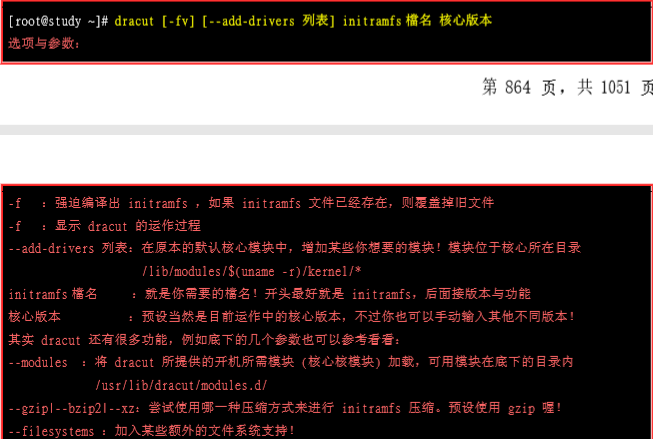 [root@study ~]# dracut [-fv] [--add-drivers 列表] initramfs檔名 核心版本
选项与参数：
第 864 页，共 1051 页
-f ：强迫编译出 initramfs ，如果 initramfs 文件已经存在，则覆盖掉旧文件
-f ：显示 dracut 的运作过程
--add-drivers 列表：在原本的默认核心模块中，增加某些你想要的模块！模块位于核心所在目录
/lib/modules/$(uname -r)/kernel/*
initramfs檔名 ：就是你需要的檔名！开头最好就是 initramfs，后面接版本与功能
核心版本 ：预设当然是目前运作中的核心版本，不过你也可以手动输入其他不同版本！
其实 dracut 还有很多功能，例如底下的几个参数也可以参考看看：
--modules ：将 dracut 所提供的开机所需模块 (核心核模块) 加载，可用模块在底下的目录内
/usr/lib/dracut/modules.d/
--gzip|--bzip2|--xz：尝试使用哪一种压缩方式来进行 initramfs 压缩。预设使用 gzip 喔！
--filesystems ：加入某些额外的文件系统支持！